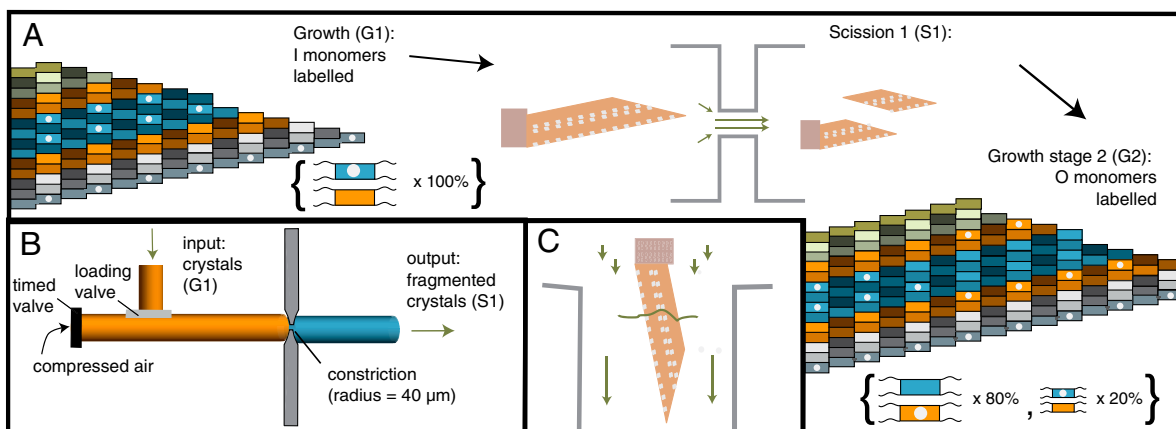 A
Growth (G1):
I monomers
labelled
Scission 1 (S1):
Growth stage 2 (G2):
O monomers
labelled
x 100%
B
input:
crystals
(G1)
loading
valve
timed
valve
compressed air
output:
fragmented
crystals (S1)
constriction
(radius = 40 µm)
C
x 80%
,
x 20%